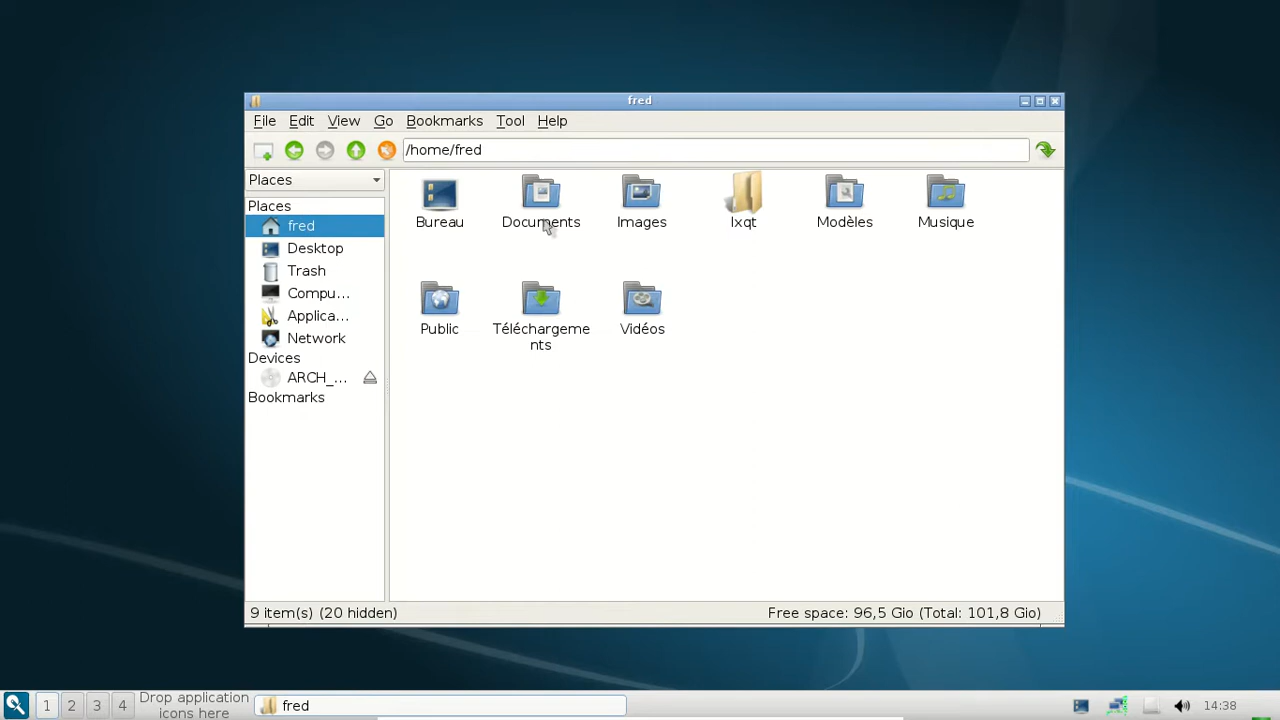 fred
File Edit View Go Bookmarks Tool Help
/home/fred
Places
Places
fred
Desktop
Trash
Compu...
Applica...
Network
Devices
ARCH_...
Bookmarks
Bureau Documents Images lxqt Modèles Musique
Public Téléchargeme
nts Vidéos
9 item(s) (20 hidden) Free space: 96,5 Gio (Total: 101,8 Gio)
1 2 3 4 Drop application
icons here fred 14:38